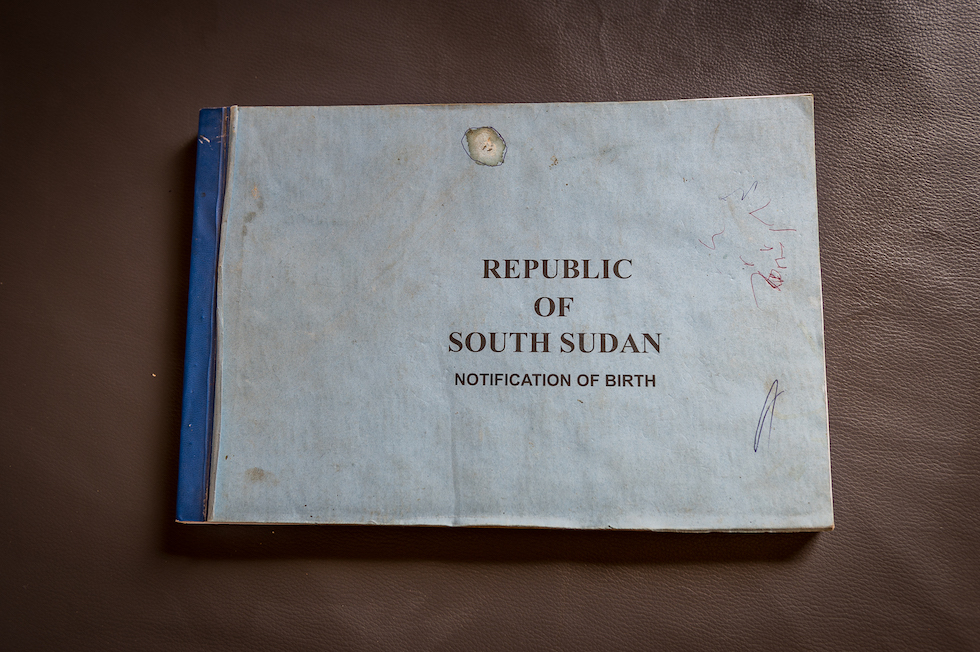 REPUBLIC
OF
SOUTH SUDAN
NOTIFICATION OF BIRTH